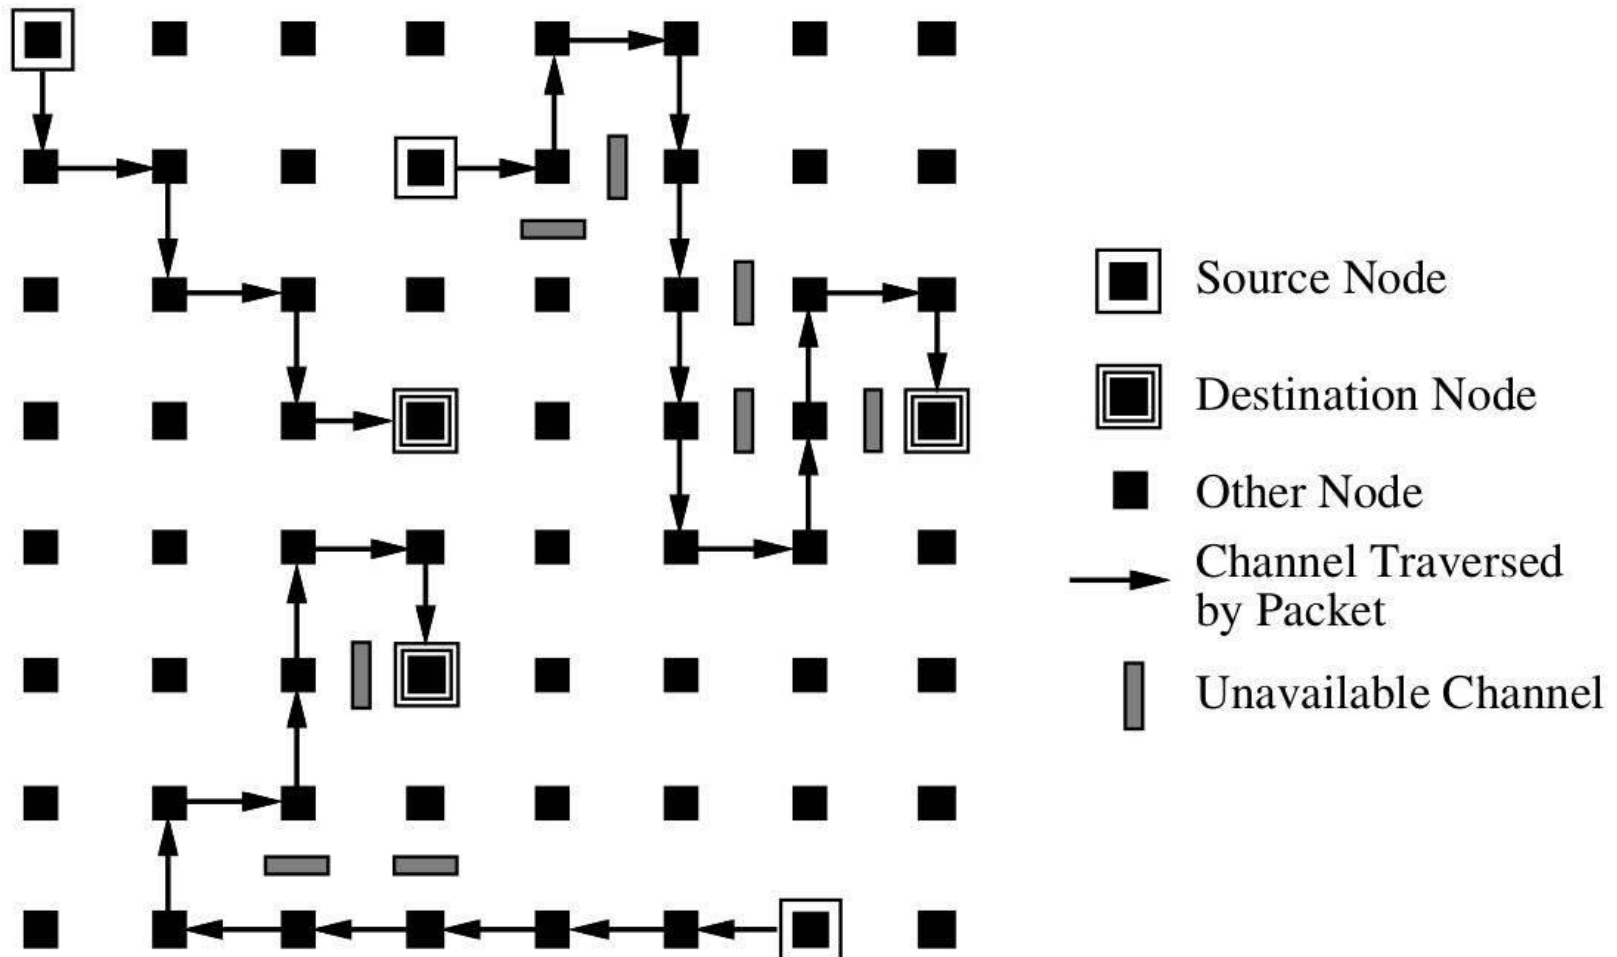 Source Node
Destination Node
Other Node
Channel Traversed
by Packet
Unavailable Channel